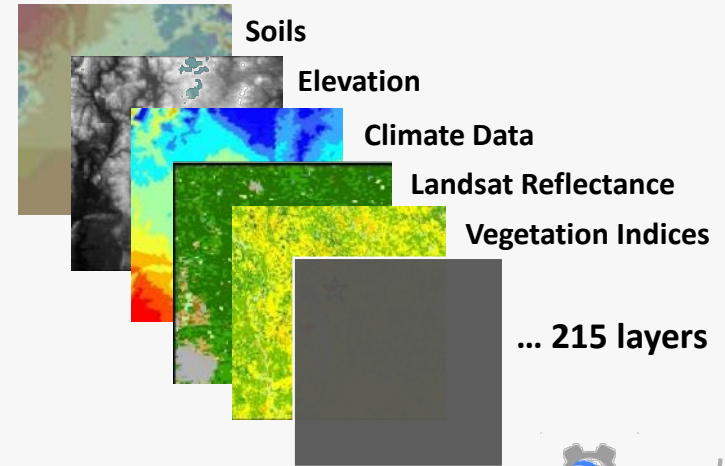 Soils
Elevation
Climate Data
Landsat Reflectance
Vegetation Indices
... 215 layers